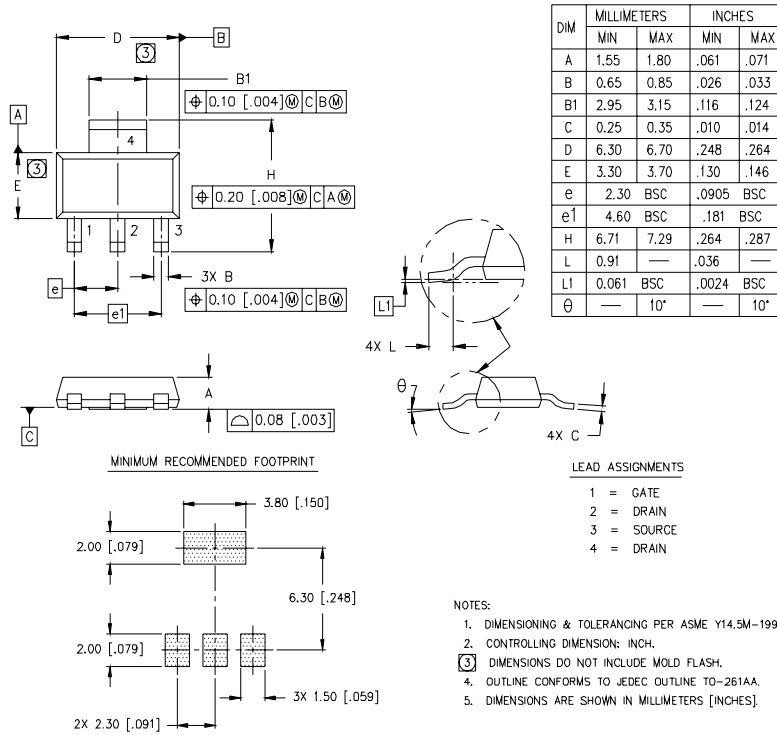 D
B
3
B1
⌖ 0.10 [.004]Ⓜ C BⓂ
A
4
3
E
H
⌖ 0.20 [.008]Ⓜ C AⓂ
1 2 3
3X B
e
⌖ 0.10 [.004]Ⓜ C BⓂ
e1
L1
4X L
A
θ
C
⌓ 0.08 [.003]
4X C
DIM MILLIMETERS INCHES
MIN MAX MIN MAX
A 1.55 1.80 .061 .071
B 0.65 0.85 .026 .033
B1 2.95 3.15 .116 .124
C 0.25 0.35 .010 .014
D 6.30 6.70 .248 .264
E 3.30 3.70 .130 .146
e 2.30 BSC .0905 BSC
e1 4.60 BSC .181 BSC
H 6.71 7.29 .264 .287
L 0.91 — .036 —
L1 0.061 BSC .0024 BSC
θ — 10° — 10°
MINIMUM RECOMMENDED FOOTPRINT
3.80 [.150]
2.00 [.079]
6.30 [.248]
2.00 [.079]
3X 1.50 [.059]
2X 2.30 [.091]
LEAD ASSIGNMENTS
1 = GATE
2 = DRAIN
3 = SOURCE
4 = DRAIN
NOTES:
1. DIMENSIONING & TOLERANCING PER ASME Y14.5M-199
2. CONTROLLING DIMENSION: INCH.
3 DIMENSIONS DO NOT INCLUDE MOLD FLASH.
4. OUTLINE CONFORMS TO JEDEC OUTLINE TO-261AA.
5. DIMENSIONS ARE SHOWN IN MILLIMETERS [INCHES].